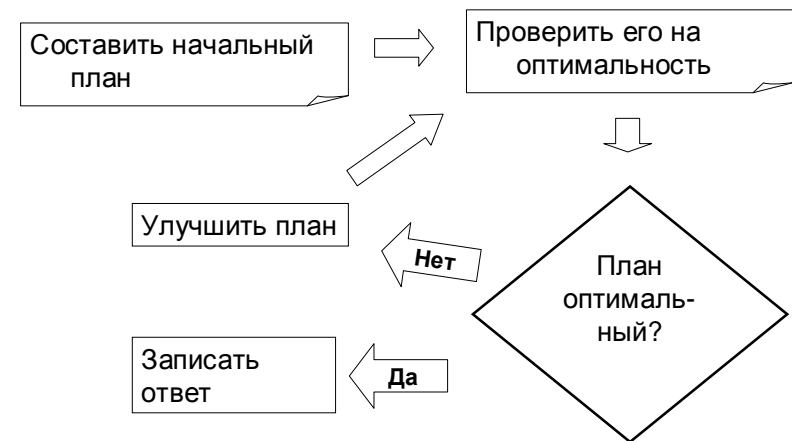 Составить начальный
план
Проверить его на
оптимальность
Улучшить план
Нет
План
оптималь-
ный?
Записать
ответ
Да